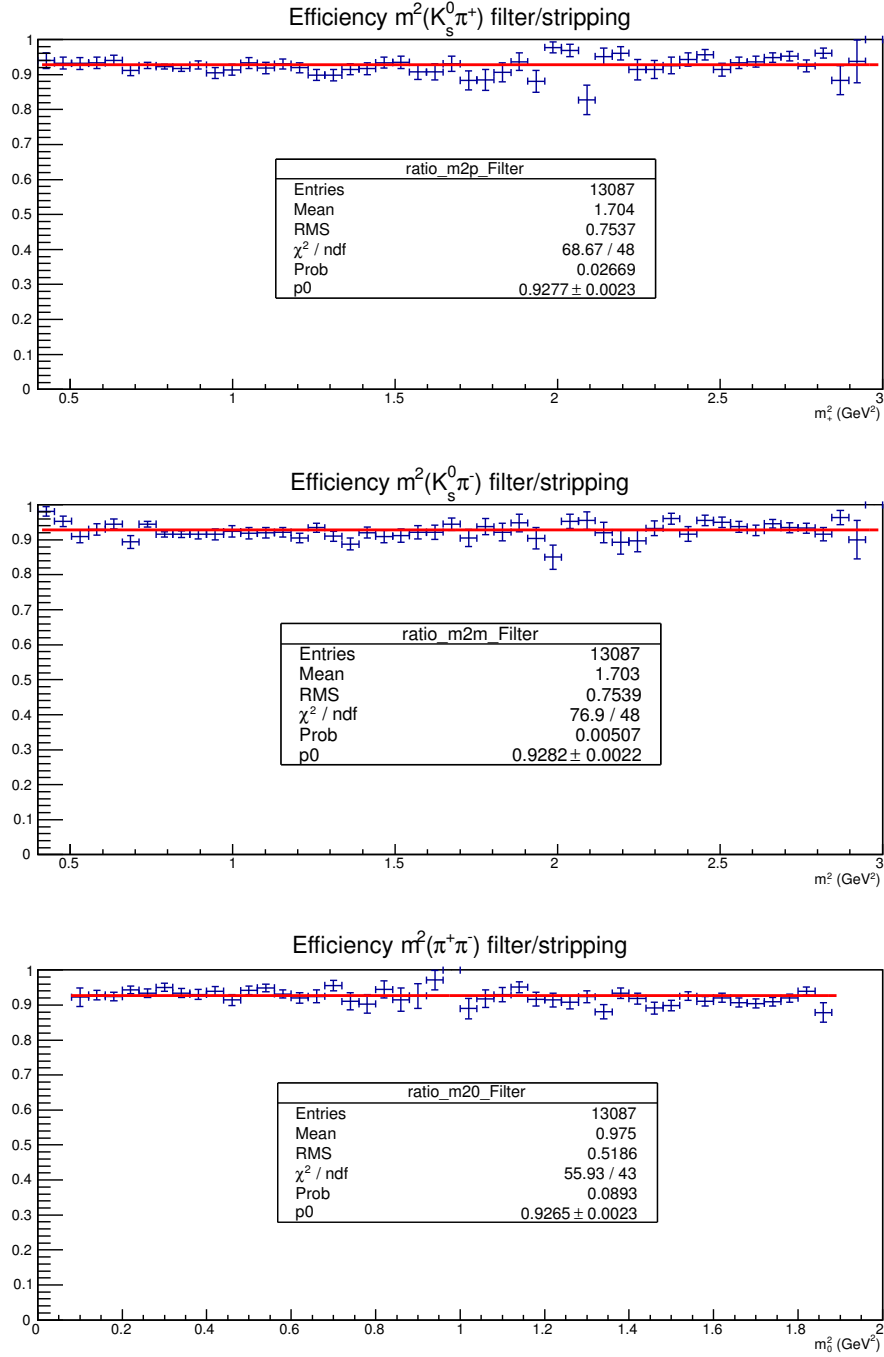 Efficiency m²(K⁰ₛπ⁺) filter/stripping
1
0.9
0.8
0.7
0.6
0.5
0.4
0.3
0.2
0.1
0
ratio_m2p_Filter
Entries 13087
Mean 1.704
RMS 0.7537
χ² / ndf 68.67 / 48
Prob 0.02669
p0 0.9277 ± 0.0023
0.5 1 1.5 2 2.5 3
m²₊ (GeV²)
Efficiency m²(K⁰ₛπ⁻) filter/stripping
1
0.9
0.8
0.7
0.6
0.5
0.4
0.3
0.2
0.1
0
ratio_m2m_Filter
Entries 13087
Mean 1.703
RMS 0.7539
χ² / ndf 76.9 / 48
Prob 0.00507
p0 0.9282 ± 0.0022
0.5 1 1.5 2 2.5 3
m²₋ (GeV²)
Efficiency m²(π⁺π⁻) filter/stripping
1
0.9
0.8
0.7
0.6
0.5
0.4
0.3
0.2
0.1
0
ratio_m20_Filter
Entries 13087
Mean 0.975
RMS 0.5186
χ² / ndf 55.93 / 43
Prob 0.0893
p0 0.9265 ± 0.0023
0 0.2 0.4 0.6 0.8 1 1.2 1.4 1.6 1.8 2
m²₀ (GeV²)